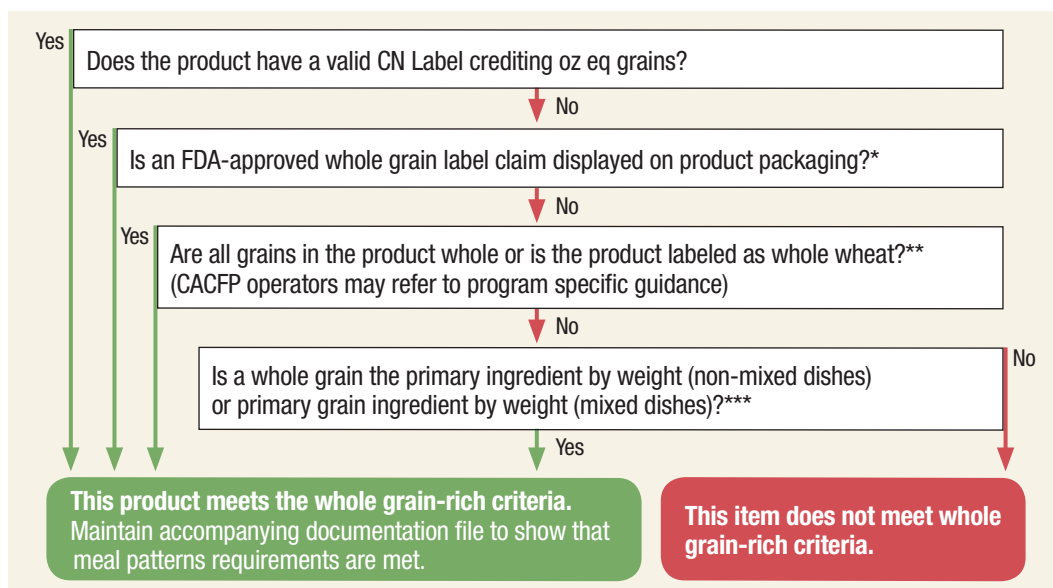 Yes
Does the product have a valid CN Label crediting oz eq grains?
No
Yes
Is an FDA-approved whole grain label claim displayed on product packaging?*
No
Yes
Are all grains in the product whole or is the product labeled as whole wheat?**
(CACFP operators may refer to program specific guidance)
No
Is a whole grain the primary ingredient by weight (non-mixed dishes)
or primary grain ingredient by weight (mixed dishes)?***
No
Yes
This product meets the whole grain-rich criteria.
Maintain accompanying documentation file to show that
meal patterns requirements are met.
This item does not meet whole
grain-rich criteria.